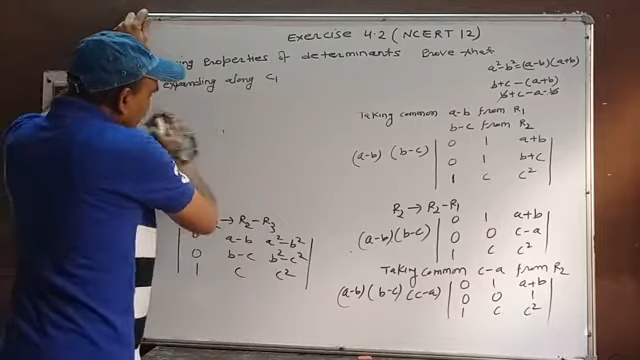 Exercise 4.2 (NCERT 12)
Properties of determinants Prove that
expanding along C1
a²-b²=(a-b)(a+b)
b+c-(a+b)
b+c-a-b
Taking common a-b from R1
b-c from R2
(a-b) (b-c) | 0 1 a+b |
| 0 1 b+c |
| 1 c c² |
R2 → R2-R1
(a-b)(b-c) | 0 1 a+b |
| 0 0 c-a |
| 1 c c² |
Taking common c-a from R2
(a-b)(b-c)(c-a) | 0 1 a+b |
| 0 0 1 |
| 1 c c² |
→ R2-R3
| 0 a-b a²-b² |
| 0 b-c b²-c² |
| 1 c c² |